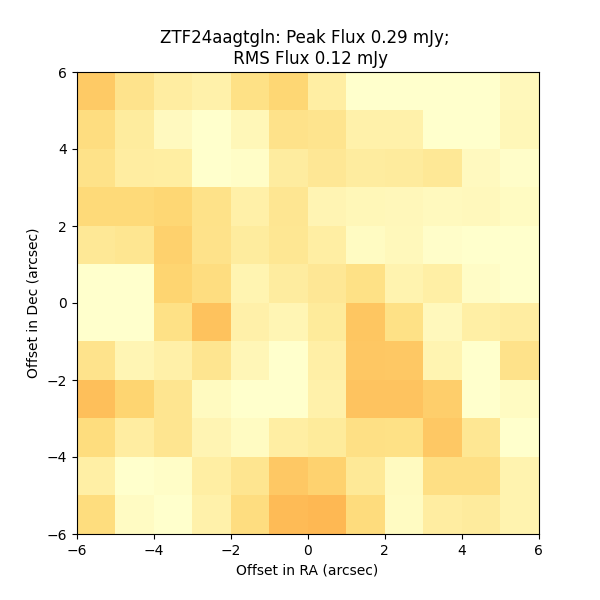 ZTF24aagtgln: Peak Flux 0.29 mJy;
RMS Flux 0.12 mJy
6
4
2
0
−2
−4
−6
Offset in Dec (arcsec)
−6 −4 −2 0 2 4 6
Offset in RA (arcsec)